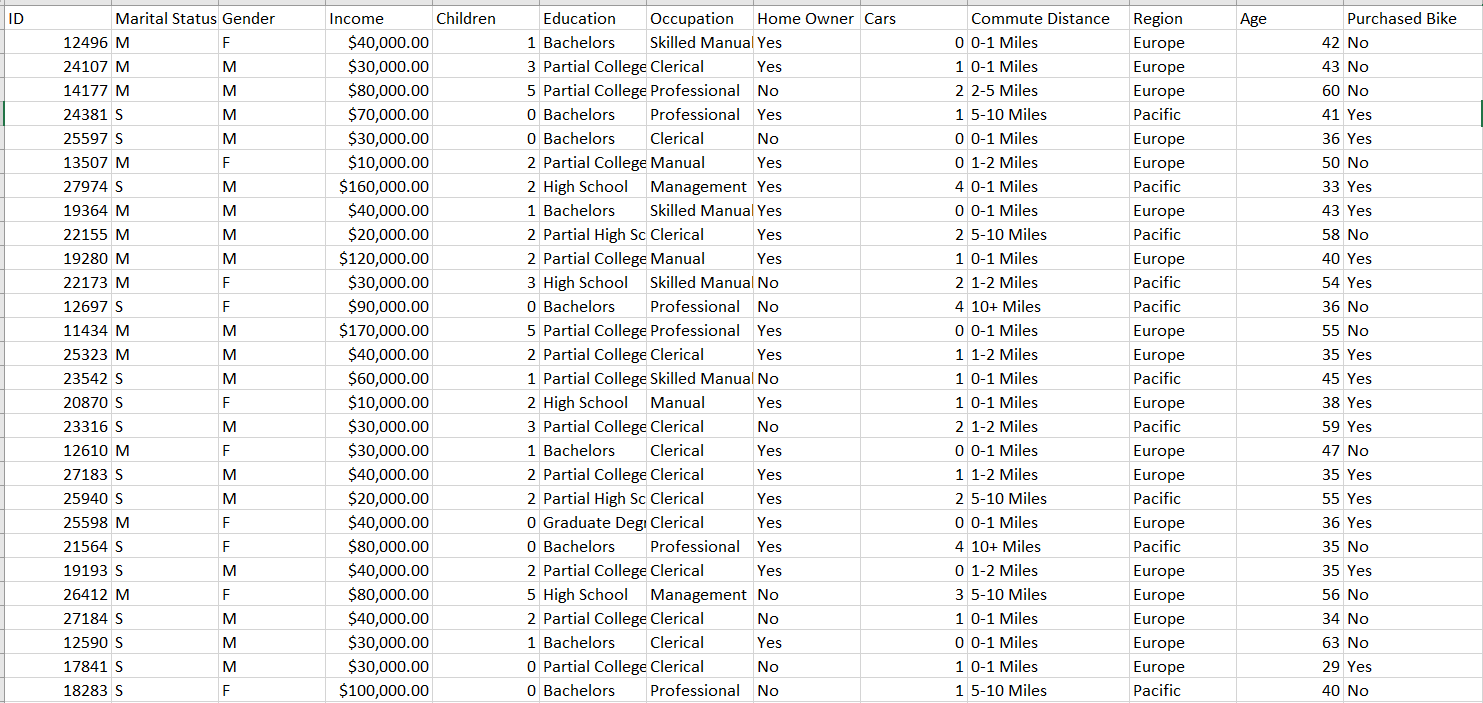 ID Marital Status Gender Income Children Education Occupation Home Owner Cars Commute Distance Region Age Purchased Bike
12496 M F $40,000.00 1 Bachelors Skilled Manual Yes 0 0-1 Miles Europe 42 No
24107 M M $30,000.00 3 Partial College Clerical Yes 1 0-1 Miles Europe 43 No
14177 M M $80,000.00 5 Partial College Professional No 2 2-5 Miles Europe 60 No
24381 S M $70,000.00 0 Bachelors Professional Yes 1 5-10 Miles Pacific 41 Yes
25597 S M $30,000.00 0 Bachelors Clerical No 0 0-1 Miles Europe 36 Yes
13507 M F $10,000.00 2 Partial College Manual Yes 0 1-2 Miles Europe 50 No
27974 S M $160,000.00 2 High School Management Yes 4 0-1 Miles Pacific 33 Yes
19364 M M $40,000.00 1 Bachelors Skilled Manual Yes 0 0-1 Miles Europe 43 Yes
22155 M M $20,000.00 2 Partial High Sc Clerical Yes 2 5-10 Miles Pacific 58 No
19280 M M $120,000.00 2 Partial College Manual Yes 1 0-1 Miles Europe 40 Yes
22173 M F $30,000.00 3 High School Skilled Manual No 2 1-2 Miles Pacific 54 Yes
12697 S F $90,000.00 0 Bachelors Professional No 4 10+ Miles Pacific 36 No
11434 M M $170,000.00 5 Partial College Professional Yes 0 0-1 Miles Europe 55 No
25323 M M $40,000.00 2 Partial College Clerical Yes 1 1-2 Miles Europe 35 Yes
23542 S M $60,000.00 1 Partial College Skilled Manual No 1 0-1 Miles Pacific 45 Yes
20870 S F $10,000.00 2 High School Manual Yes 1 0-1 Miles Europe 38 Yes
23316 S M $30,000.00 3 Partial College Clerical No 2 1-2 Miles Pacific 59 Yes
12610 M F $30,000.00 1 Bachelors Clerical Yes 0 0-1 Miles Europe 47 No
27183 S M $40,000.00 2 Partial College Clerical Yes 1 1-2 Miles Europe 35 Yes
25940 S M $20,000.00 2 Partial High Sc Clerical Yes 2 5-10 Miles Pacific 55 Yes
25598 M F $40,000.00 0 Graduate Degr Clerical Yes 0 0-1 Miles Europe 36 Yes
21564 S F $80,000.00 0 Bachelors Professional Yes 4 10+ Miles Pacific 35 No
19193 S M $40,000.00 2 Partial College Clerical Yes 0 1-2 Miles Europe 35 Yes
26412 M F $80,000.00 5 High School Management No 3 5-10 Miles Europe 56 No
27184 S M $40,000.00 2 Partial College Clerical No 1 0-1 Miles Europe 34 No
12590 S M $30,000.00 1 Bachelors Clerical Yes 0 0-1 Miles Europe 63 No
17841 S M $30,000.00 0 Partial College Clerical No 1 0-1 Miles Europe 29 Yes
18283 S F $100,000.00 0 Bachelors Professional No 1 5-10 Miles Pacific 40 No